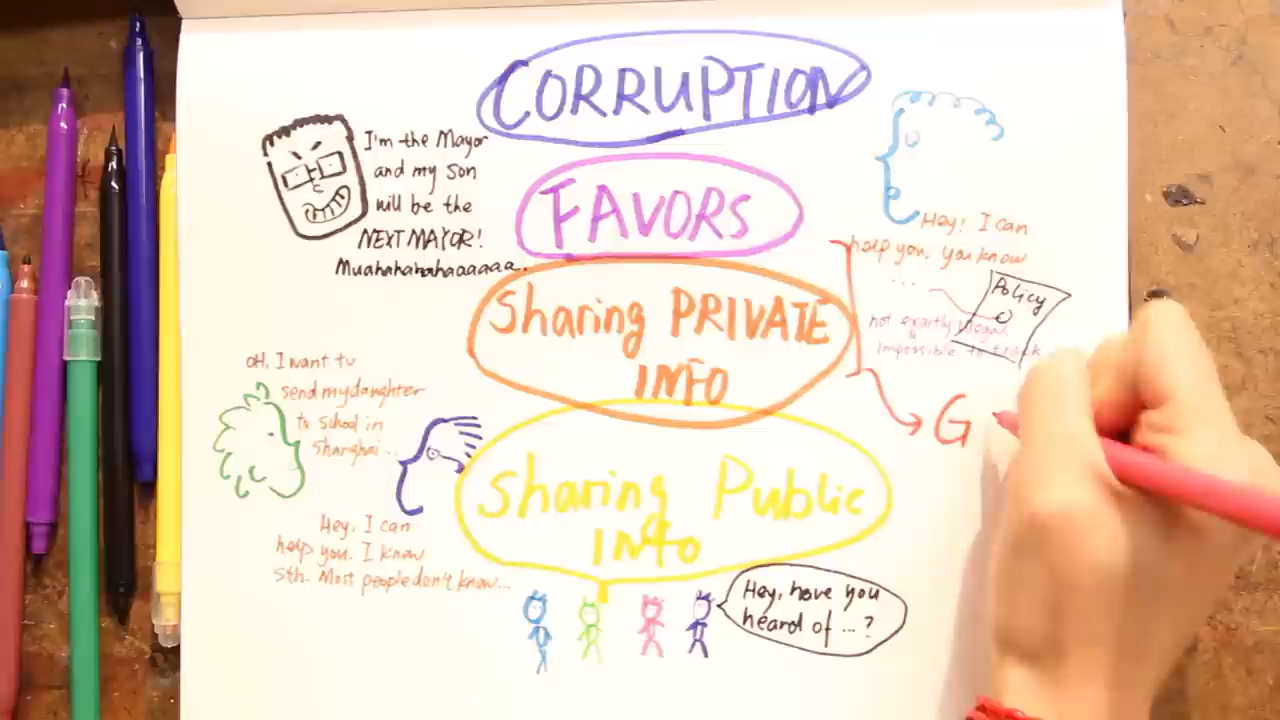 CORRUPTION
I'm the Mayor
and my son
will be the
NEXT MAYOR!
Muahahahahaaaaaa.
FAVORS
Hey! I can
help you, you know
...
Policy
not exactly illegal
&
impossible to track
Sharing PRIVATE
INFO
G
oH, I want to
send my daughter
to school in
Shanghai...
Hey, I can
help you. I know
sth. Most people don't know...
Sharing Public
INFO
Hey, have you
heard of ...?